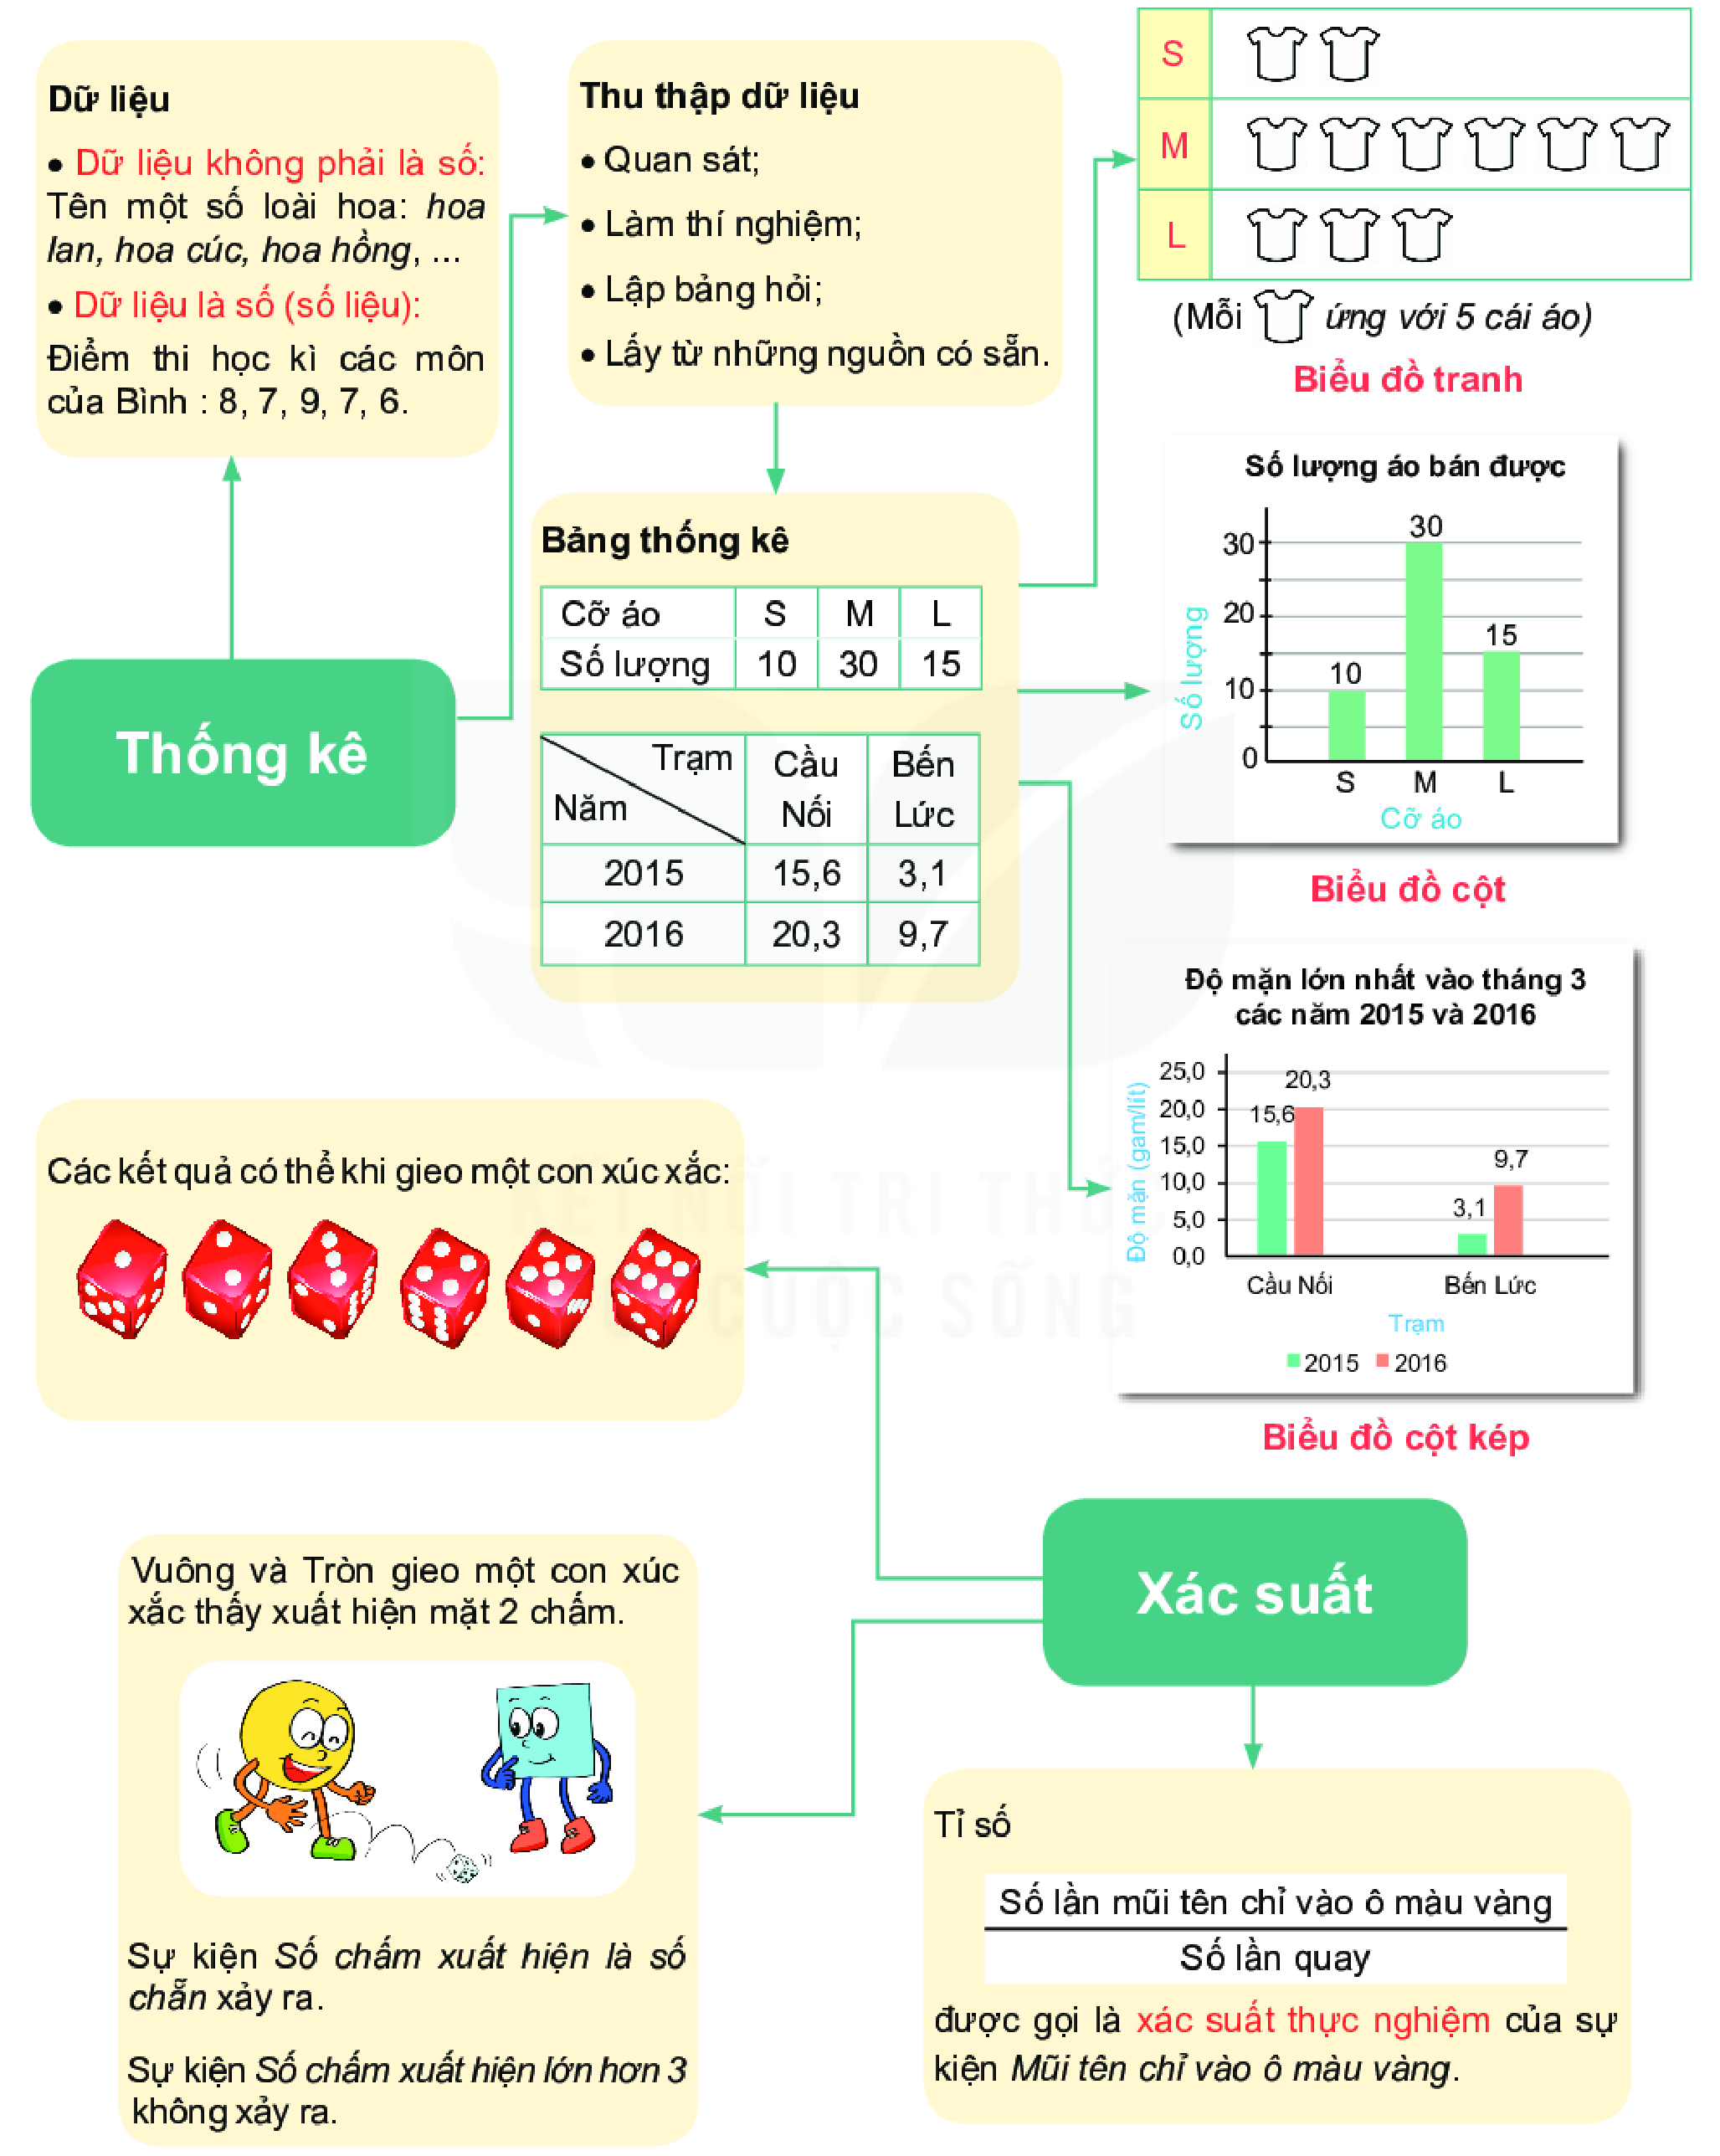 Dữ liệu
• Dữ liệu không phải là số:
Tên một số loài hoa: hoa
lan, hoa cúc, hoa hồng, ...
• Dữ liệu là số (số liệu):
Điểm thi học kì các môn
của Bình : 8, 7, 9, 7, 6.
Thu thập dữ liệu
• Quan sát;
• Làm thí nghiệm;
• Lập bảng hỏi;
• Lấy từ những nguồn có sẵn.
S
M
L
(Mỗi ứng với 5 cái áo)
Biểu đồ tranh
Thống kê
Bảng thống kê
Cỡ áo S M L
Số lượng 10 30 15
Trạm
Năm
Cầu Nối
Bến Lức
2015 15,6 3,1
2016 20,3 9,7
Số lượng áo bán được
Số lượng
30
20
10
0
10
30
15
S M L
Cỡ áo
Biểu đồ cột
Độ mặn lớn nhất vào tháng 3
các năm 2015 và 2016
Độ mặn (gam/lít)
25,0
20,0
15,0
10,0
5,0
0,0
15,6
20,3
3,1
9,7
Cầu Nối Bến Lức
Trạm
2015 2016
Biểu đồ cột kép
KẾT NỐI TRI THỨC
CUỘC SỐNG
Các kết quả có thể khi gieo một con xúc xắc:
Xác suất
Vuông và Tròn gieo một con xúc
xắc thấy xuất hiện mặt 2 chấm.
Sự kiện Số chấm xuất hiện là số
chẵn xảy ra.
Sự kiện Số chấm xuất hiện lớn hơn 3
không xảy ra.
Tỉ số
Số lần mũi tên chỉ vào ô màu vàng
Số lần quay
được gọi là xác suất thực nghiệm của sự
kiện Mũi tên chỉ vào ô màu vàng.